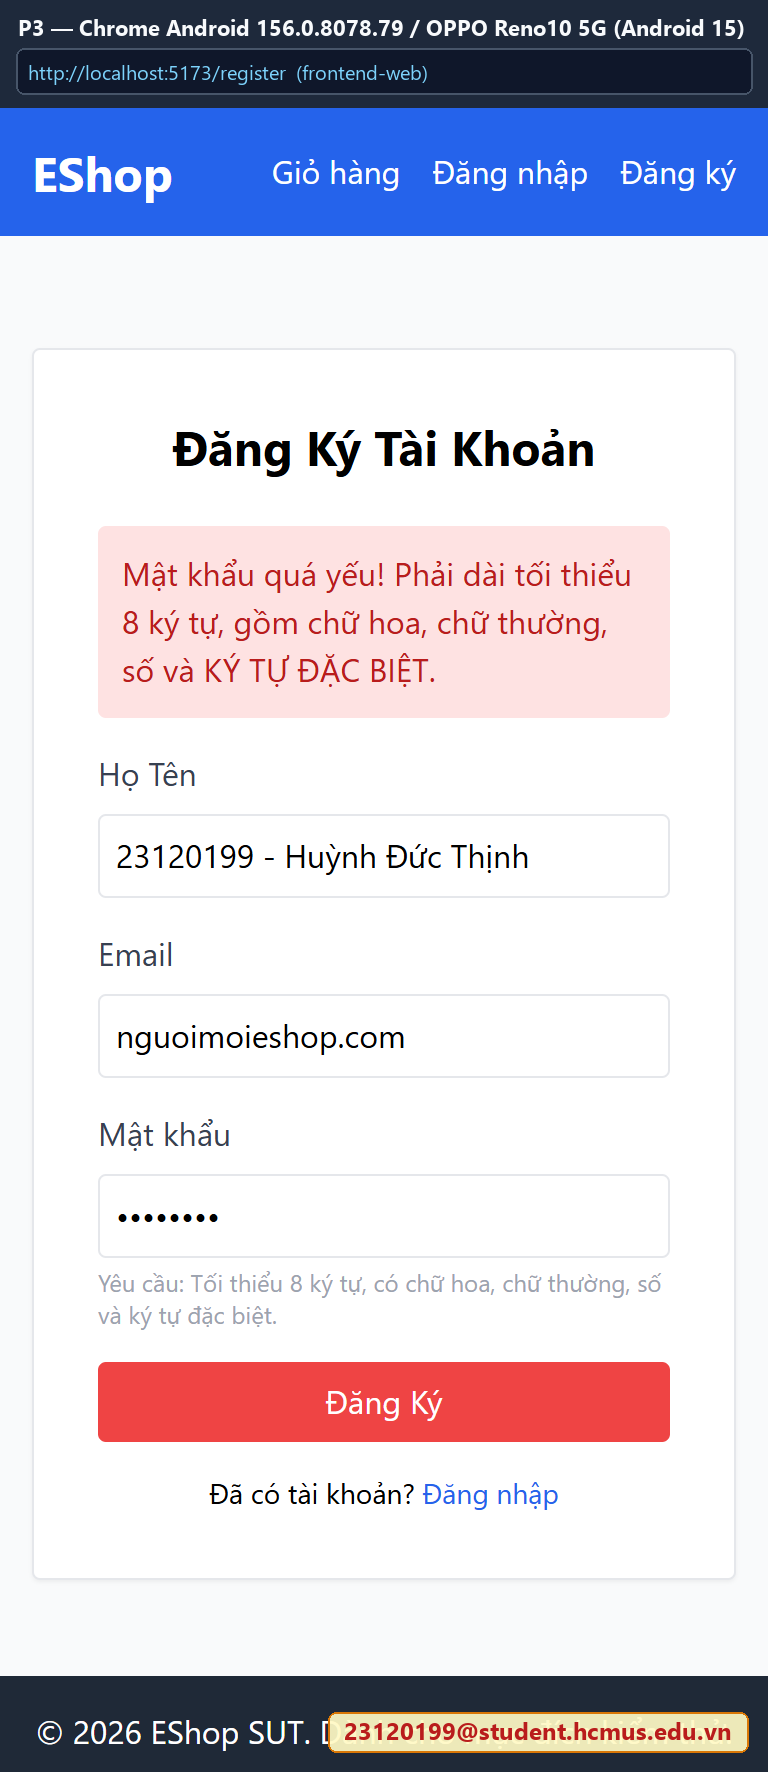 P3 — Chrome Android 156.0.8078.79 / OPPO Reno10 5G (Android 15)
http://localhost:5173/register (frontend-web)
EShop
Giỏ hàng
Đăng nhập
Đăng ký
Đăng Ký Tài Khoản
Mật khẩu quá yếu! Phải dài tối thiểu
8 ký tự, gồm chữ hoa, chữ thường,
số và KÝ TỰ ĐẶC BIỆT.
Họ Tên
23120199 - Huỳnh Đức Thịnh
Email
nguoimoieshop.com
Mật khẩu
••••••••
Yêu cầu: Tối thiểu 8 ký tự, có chữ hoa, chữ thường, số
và ký tự đặc biệt.
Đăng Ký
Đã có tài khoản? Đăng nhập
© 2026 EShop SUT.
23120199@student.hcmus.edu.vn